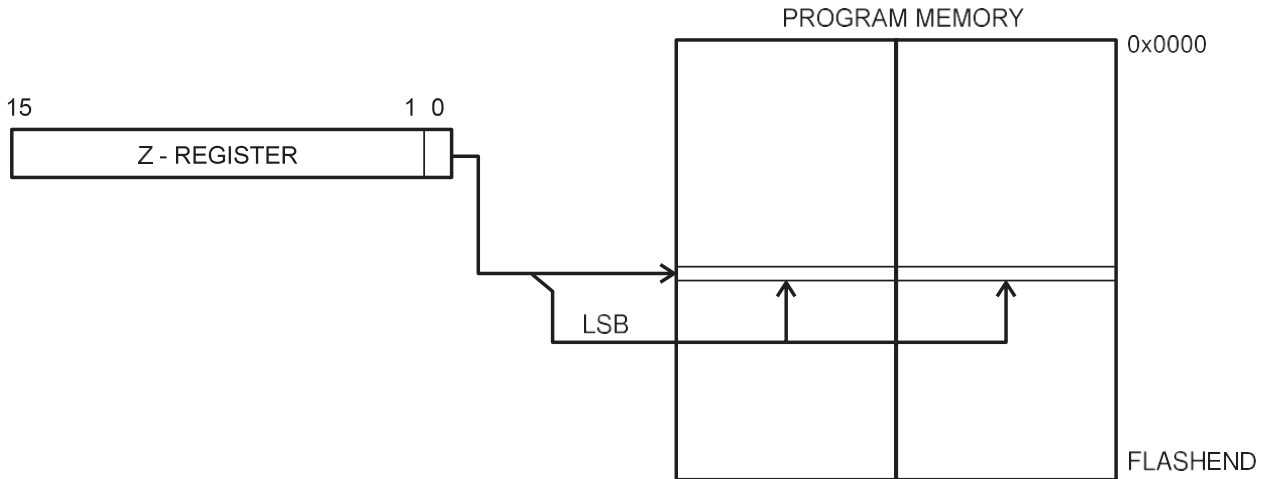 PROGRAM MEMORY
0x0000
15 1 0
Z - REGISTER
LSB
FLASHEND